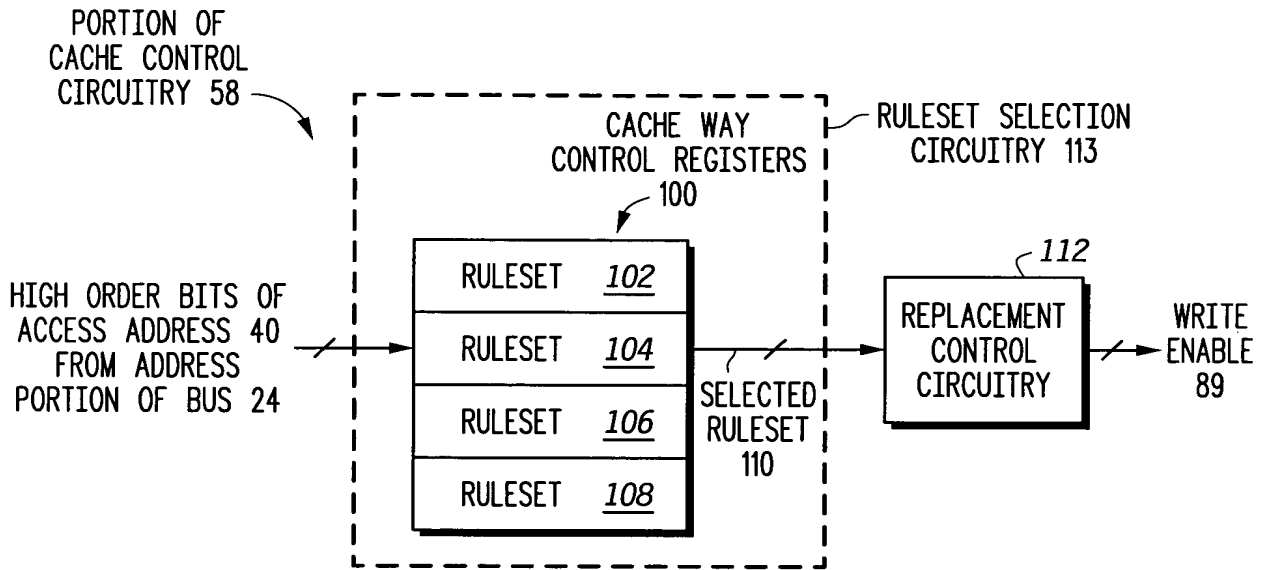 PORTION OF
CACHE CONTROL
CIRCUITRY 58
CACHE WAY
CONTROL REGISTERS
100
RULESET SELECTION
CIRCUITRY 113
HIGH ORDER BITS OF
ACCESS ADDRESS 40
FROM ADDRESS
PORTION OF BUS 24
RULESET 102
RULESET 104
RULESET 106
RULESET 108
SELECTED
RULESET
110
112
REPLACEMENT
CONTROL
CIRCUITRY
WRITE
ENABLE
89